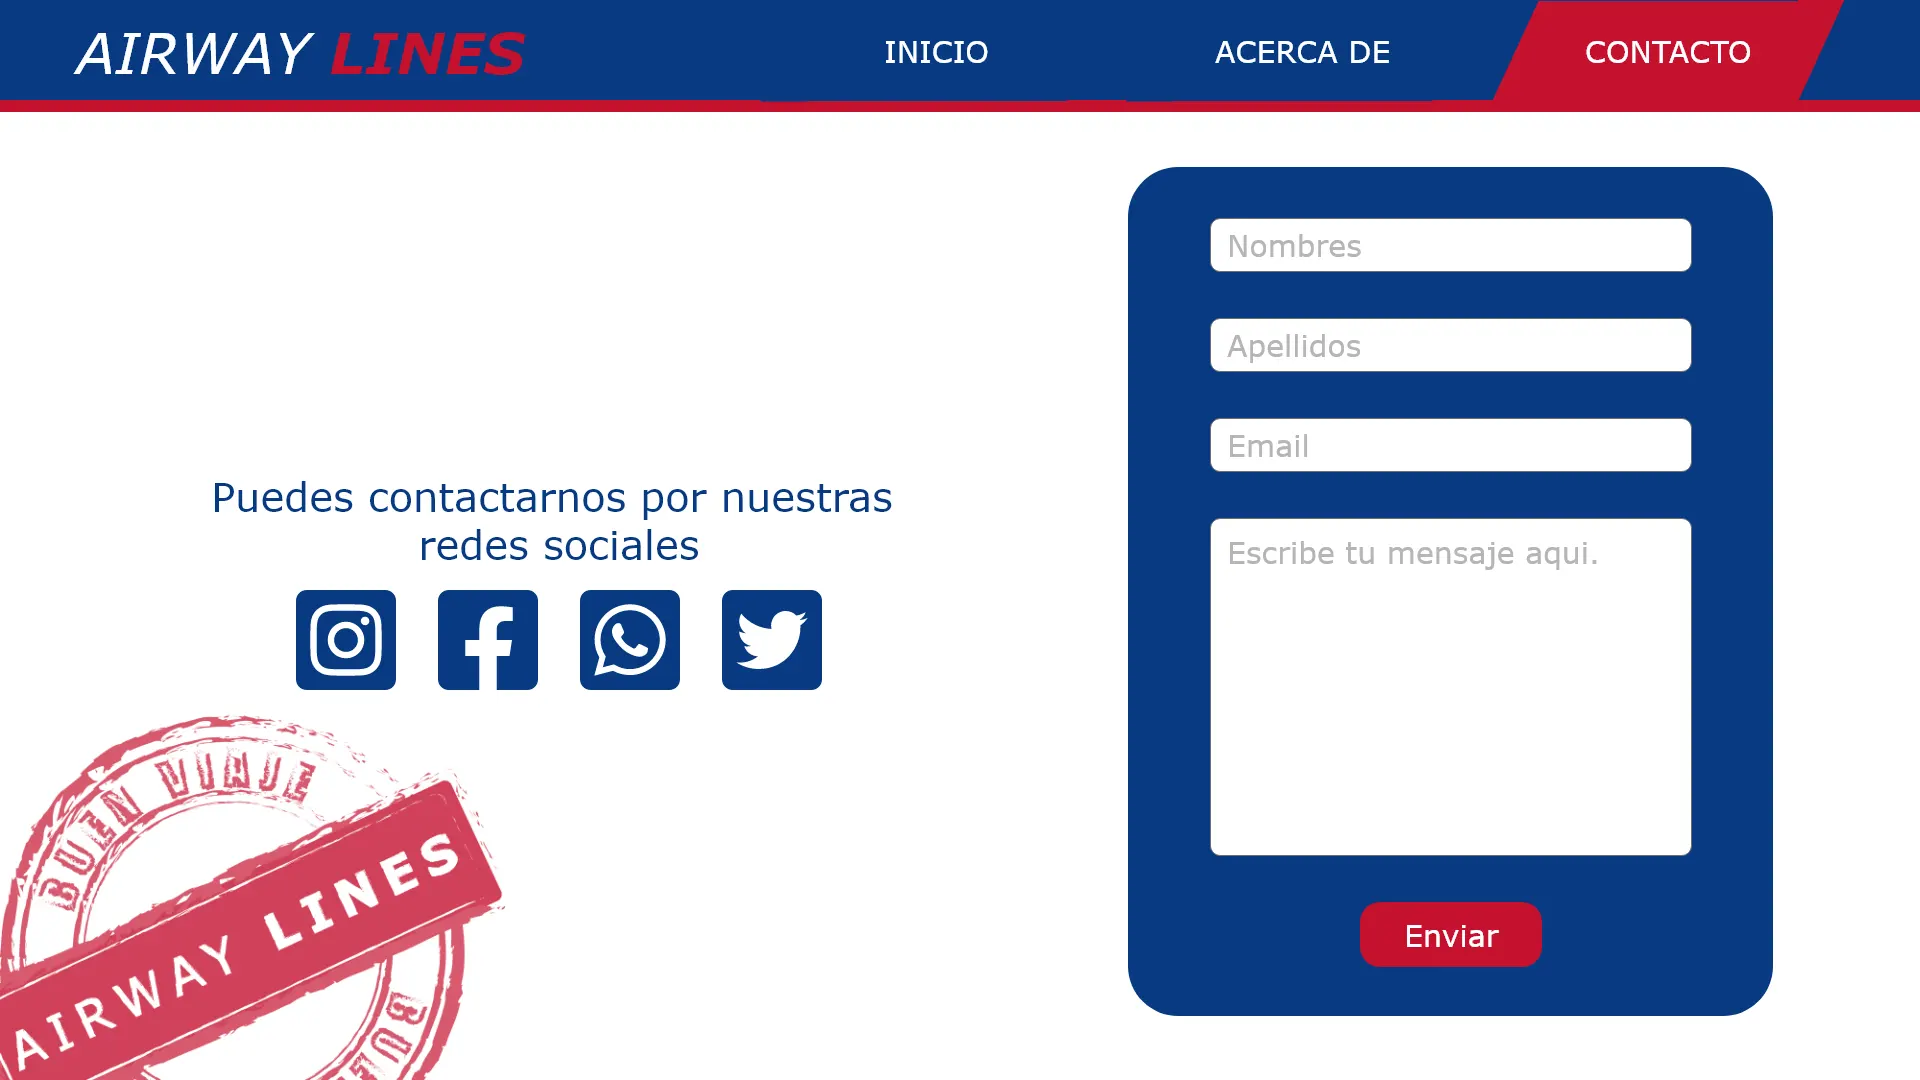 AIRWAY LINES
INICIO
ACERCA DE
CONTACTO
Nombres
Apellidos
Email
Escribe tu mensaje aqui.
Enviar
Puedes contactarnos por nuestras
redes sociales
BUEN VIAJE
AIRWAY LINES
BUE